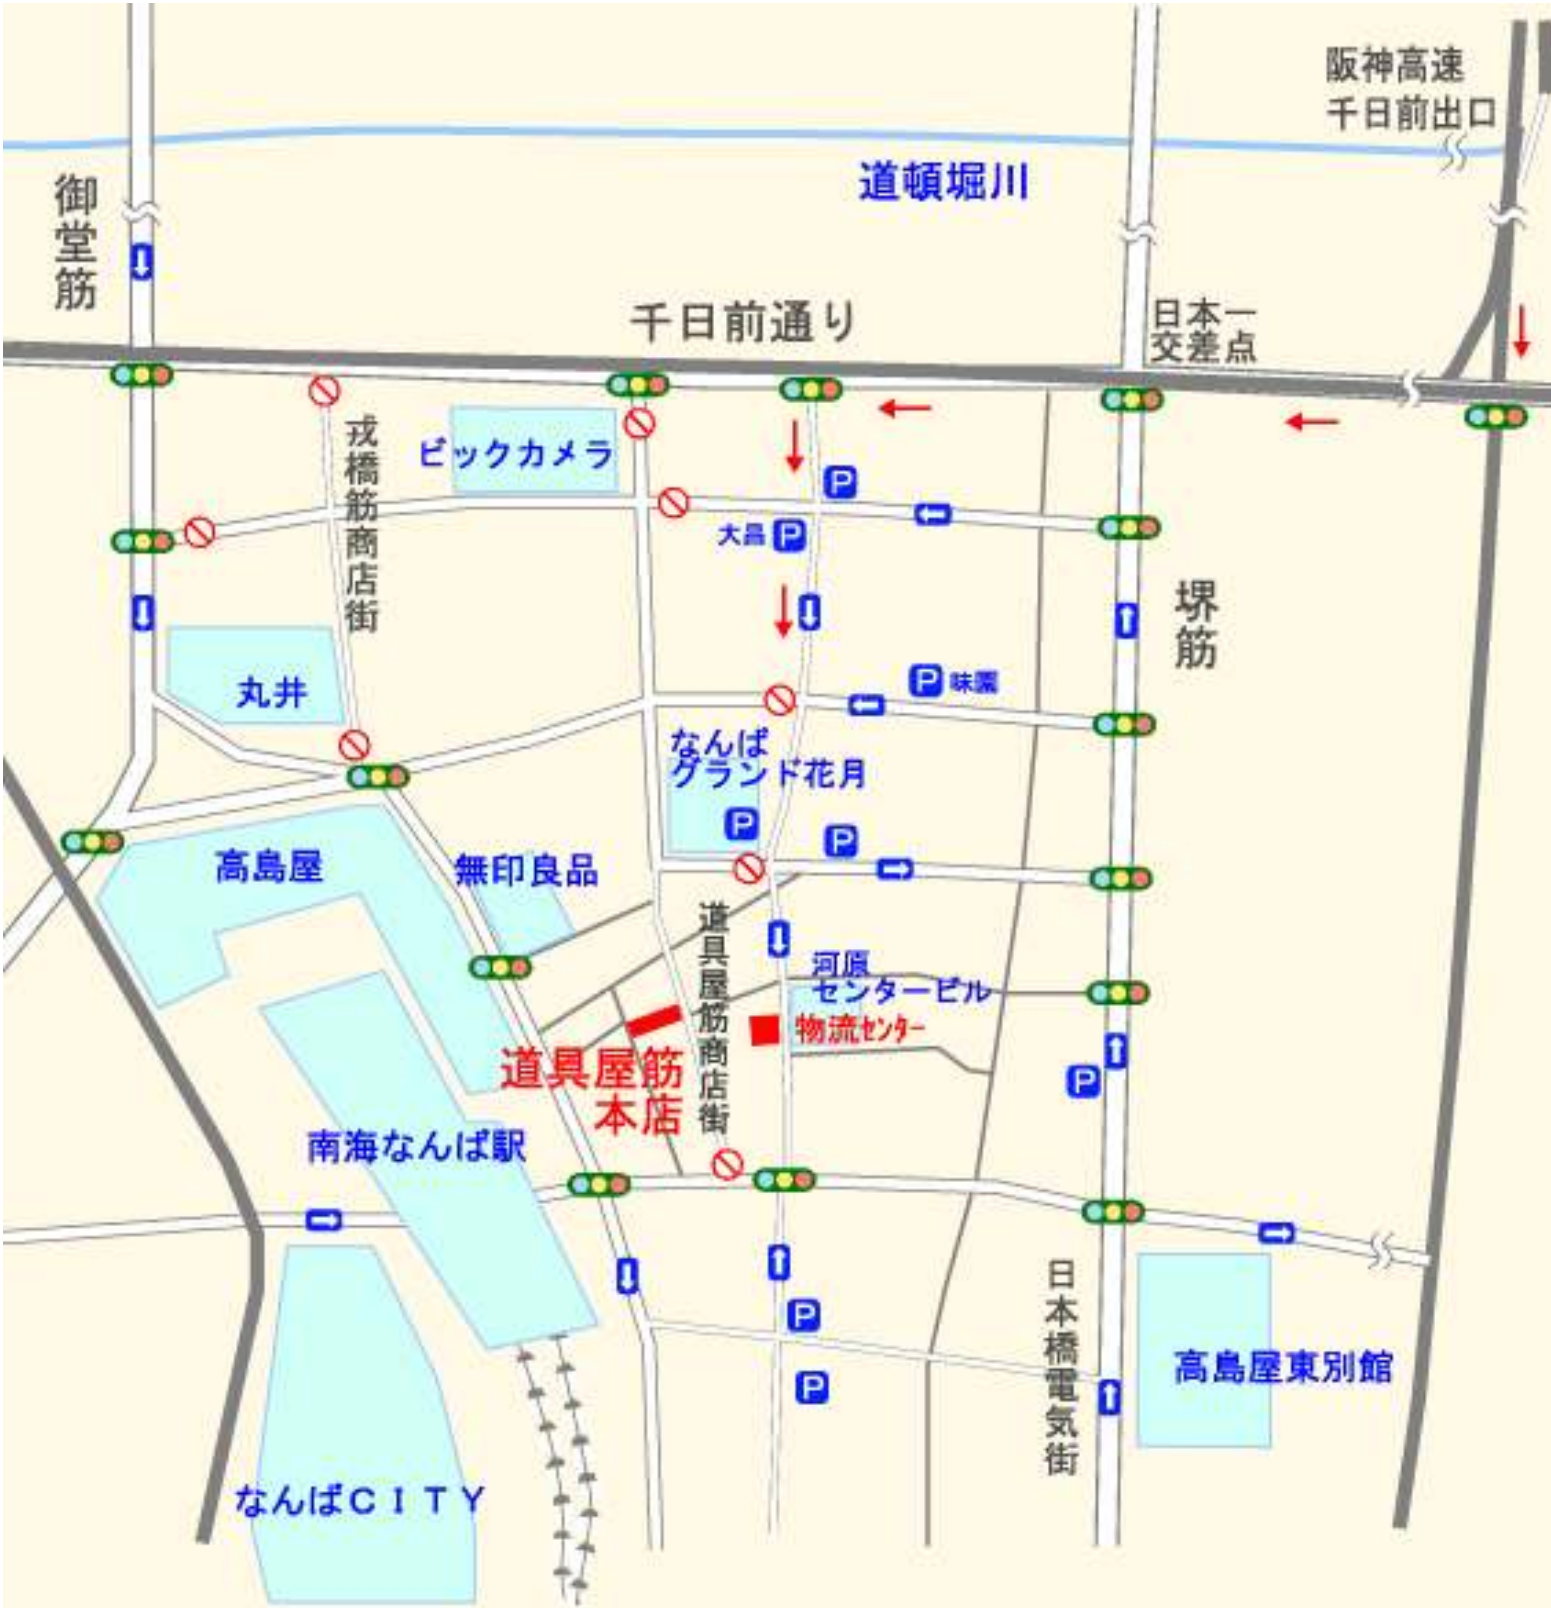 阪神高速
千日前出口
道頓堀川
御堂筋
千日前通り
日本一
交差点
戎橋筋商店街
ビックカメラ
P
大昌 P
堺筋
丸井
P 味園
なんば
グランド花月
P
P
高島屋
無印良品
道具屋筋商店街
河原
センタービル
物流センター
道具屋筋
本店
P
南海なんば駅
P
P
日本橋電気街
高島屋東別館
なんばCITY